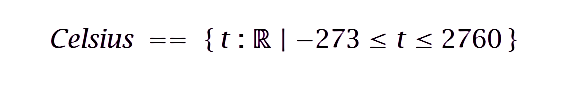 Celsius == { t : ℝ | −273 ≤ t ≤ 2760 }